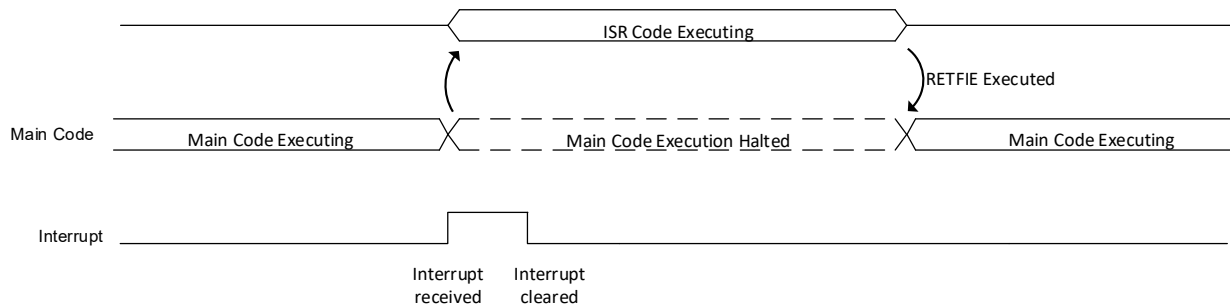 ISR Code Executing
RETFIE Executed
Main Code
Main Code Executing
Main Code Execution Halted
Main Code Executing
Interrupt
Interrupt
received
Interrupt
cleared